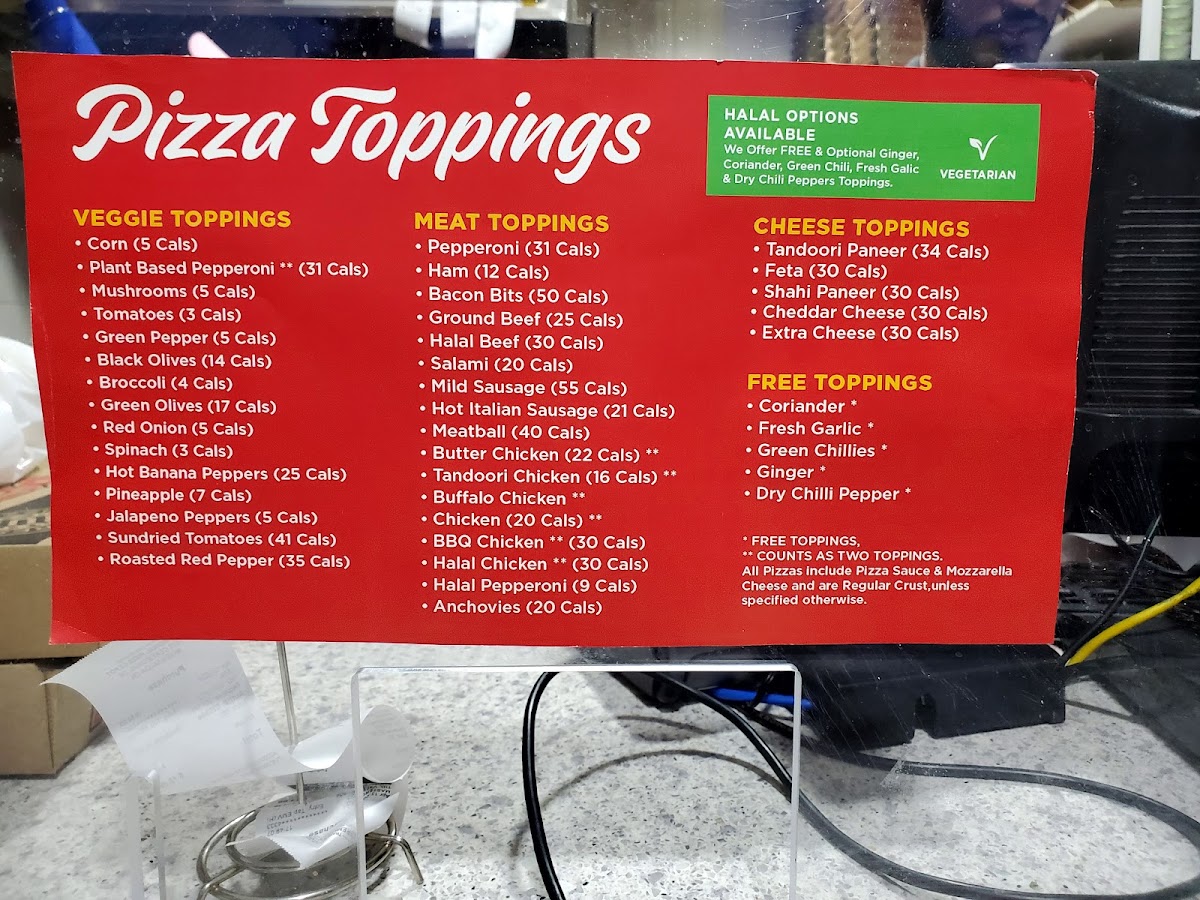 Pizza Toppings
HALAL OPTIONS
AVAILABLE
We Offer FREE & Optional Ginger,
Coriander, Green Chili, Fresh Galic
& Dry Chili Peppers Toppings.
VEGETARIAN
VEGGIE TOPPINGS
• Corn (5 Cals)
• Plant Based Pepperoni ** (31 Cals)
• Mushrooms (5 Cals)
• Tomatoes (3 Cals)
• Green Pepper (5 Cals)
• Black Olives (14 Cals)
• Broccoli (4 Cals)
• Green Olives (17 Cals)
• Red Onion (5 Cals)
• Spinach (3 Cals)
• Hot Banana Peppers (25 Cals)
• Pineapple (7 Cals)
• Jalapeno Peppers (5 Cals)
• Sundried Tomatoes (41 Cals)
• Roasted Red Pepper (35 Cals)
MEAT TOPPINGS
• Pepperoni (31 Cals)
• Ham (12 Cals)
• Bacon Bits (50 Cals)
• Ground Beef (25 Cals)
• Halal Beef (30 Cals)
• Salami (20 Cals)
• Mild Sausage (55 Cals)
• Hot Italian Sausage (21 Cals)
• Meatball (40 Cals)
• Butter Chicken (22 Cals) **
• Tandoori Chicken (16 Cals) **
• Buffalo Chicken **
• Chicken (20 Cals) **
• BBQ Chicken ** (30 Cals)
• Halal Chicken ** (30 Cals)
• Halal Pepperoni (9 Cals)
• Anchovies (20 Cals)
CHEESE TOPPINGS
• Tandoori Paneer (34 Cals)
• Feta (30 Cals)
• Shahi Paneer (30 Cals)
• Cheddar Cheese (30 Cals)
• Extra Cheese (30 Cals)
FREE TOPPINGS
• Coriander *
• Fresh Garlic *
• Green Chillies *
• Ginger *
• Dry Chilli Pepper *
* FREE TOPPINGS,
** COUNTS AS TWO TOPPINGS.
All Pizzas include Pizza Sauce & Mozzarella
Cheese and are Regular Crust,unless
specified otherwise.